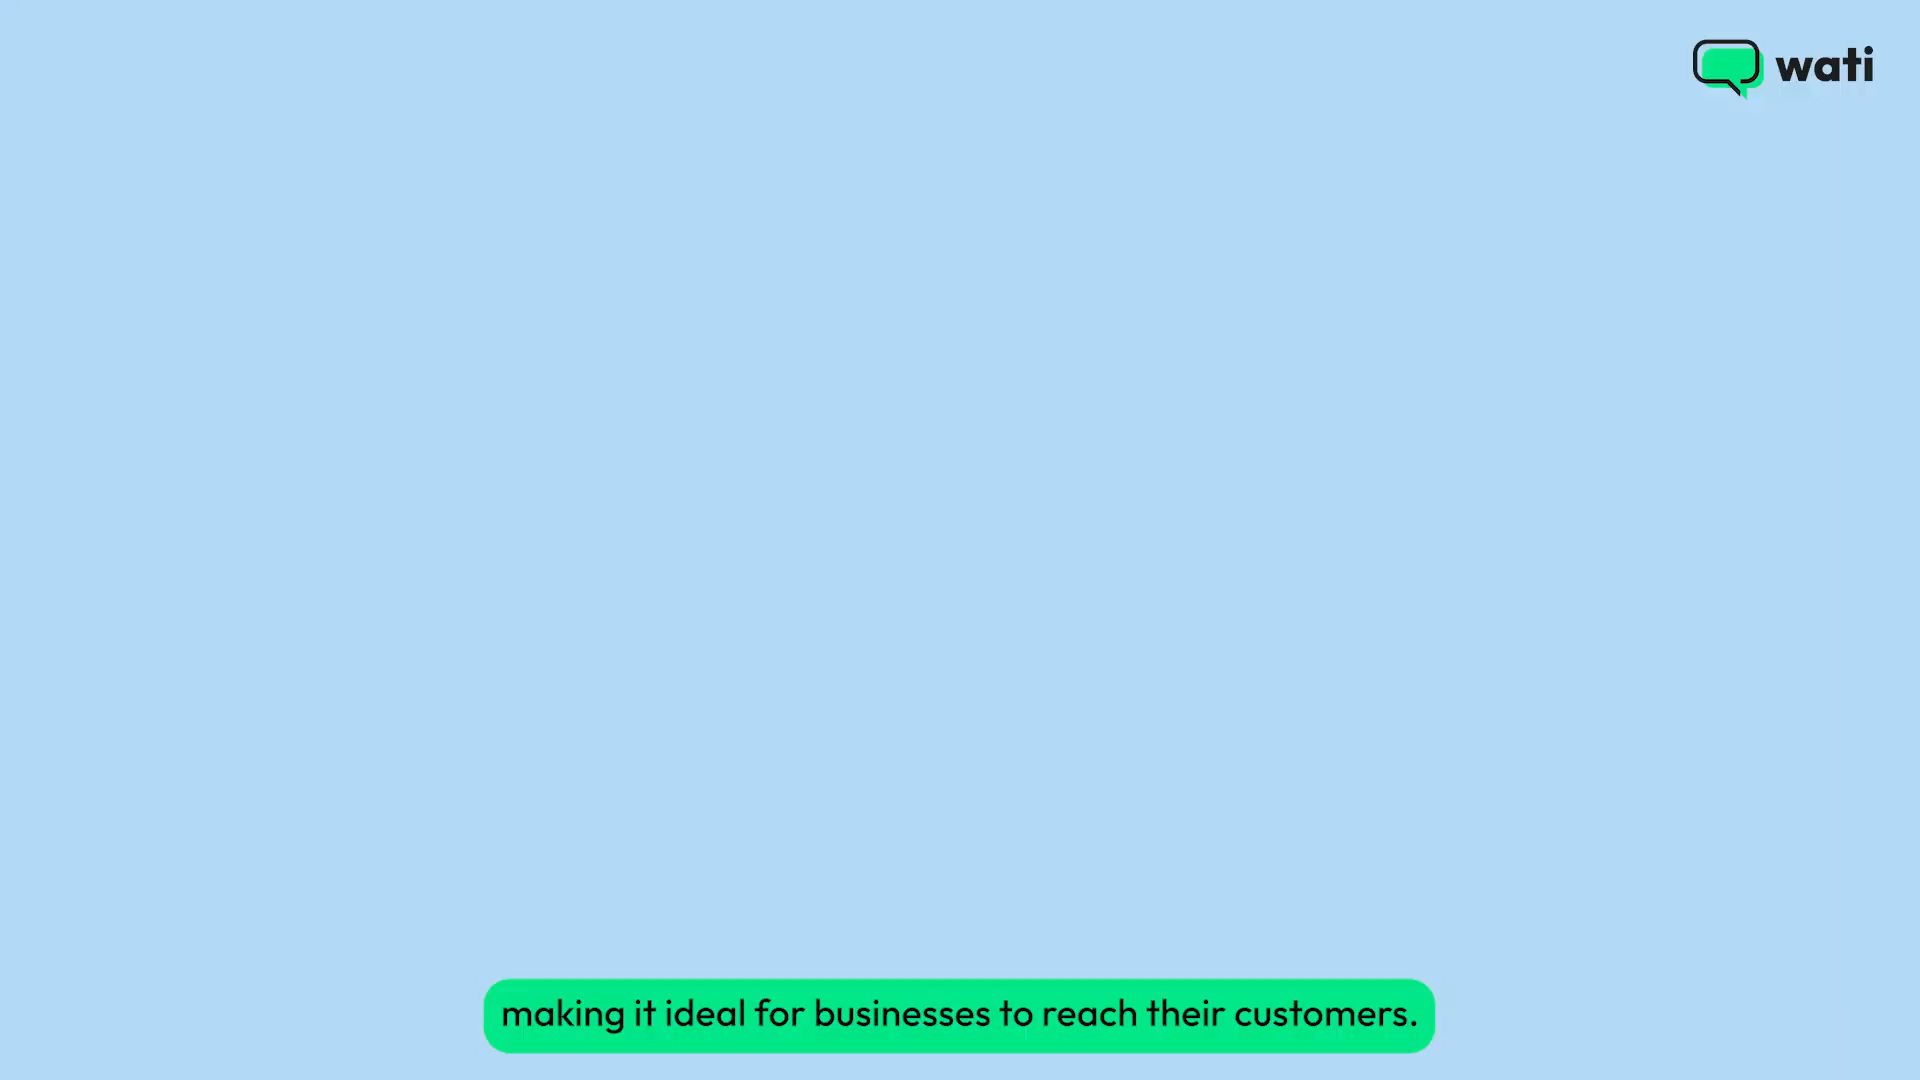 wati
making it ideal for businesses to reach their customers.